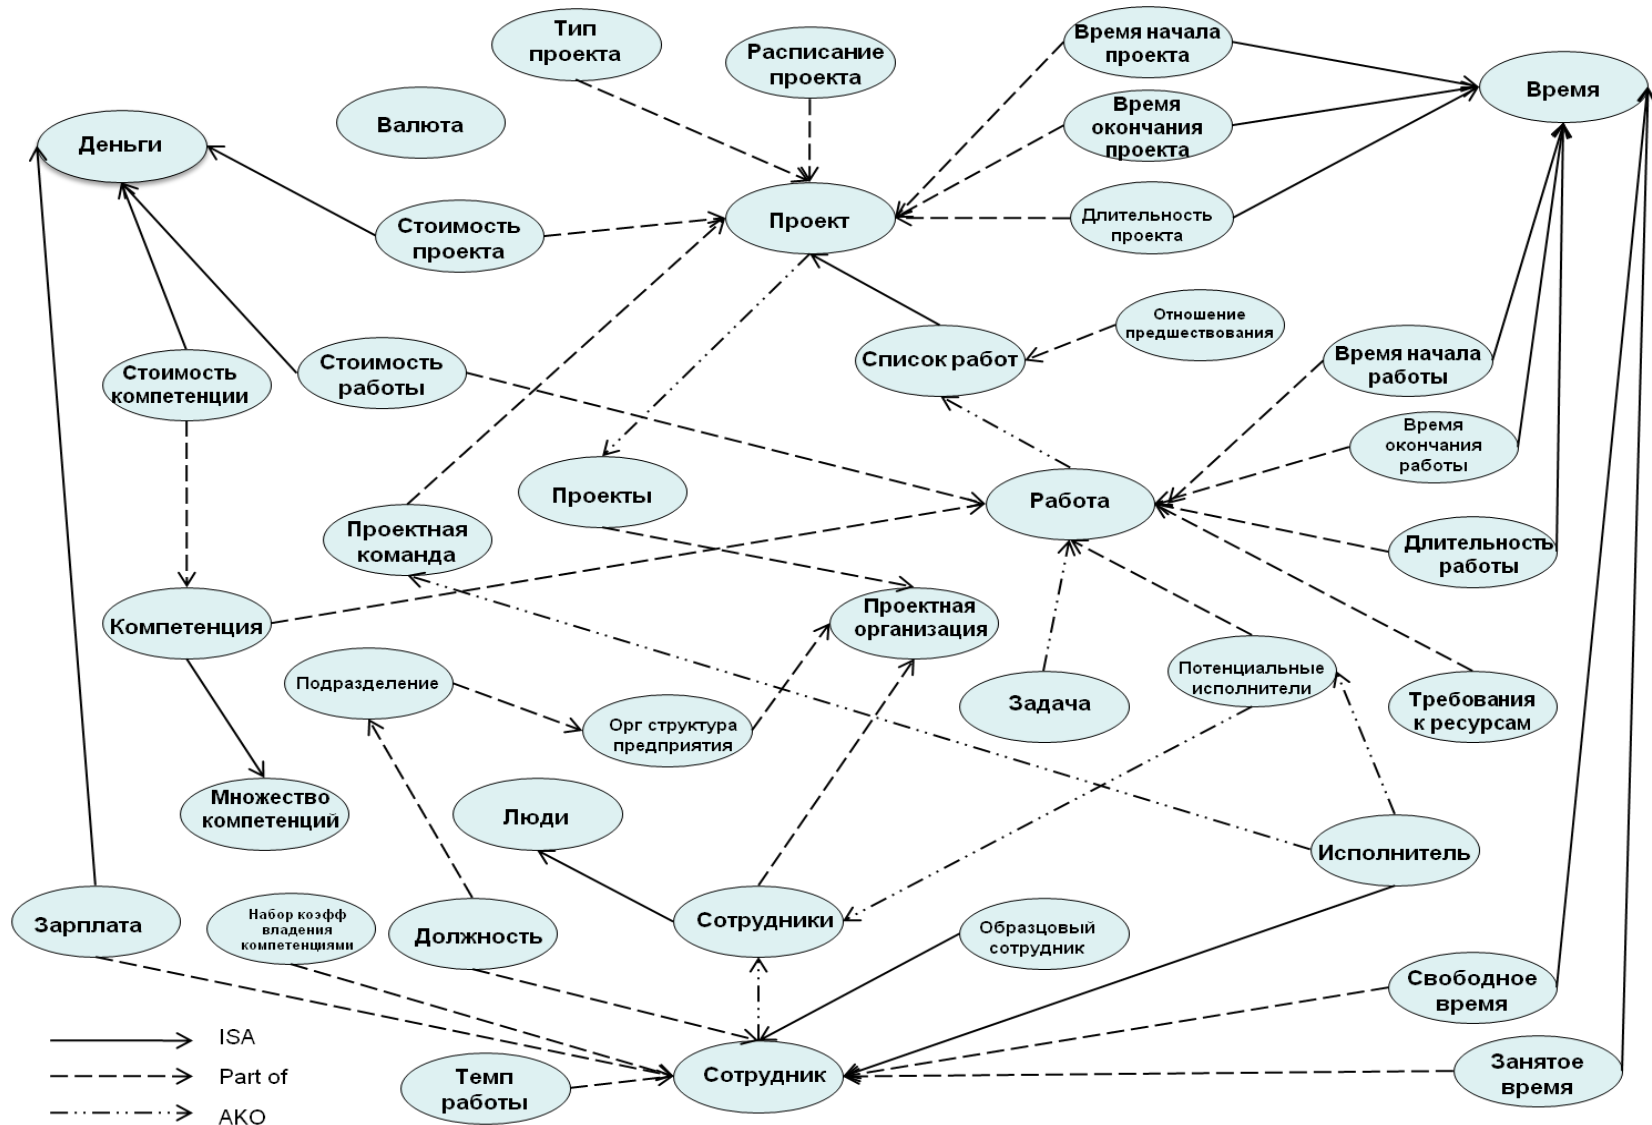 Тип
проекта
Расписание
проекта
Время начала
проекта
Время
Валюта
Время
окончания
проекта
Деньги
Стоимость
проекта
Проект
Длительность
проекта
Отношение
предшествования
Стоимость
компетенции
Стоимость
работы
Список работ
Время начала
работы
Время
окончания
работы
Проекты
Работа
Проектная
команда
Длительность
работы
Компетенция
Проектная
организация
Подразделение
Орг структура
предприятия
Задача
Потенциальные
исполнители
Требования
к ресурсам
Множество
компетенций
Люди
Исполнитель
Зарплата
Набор коэфф
владения
компетенциями
Должность
Сотрудники
Образцовый
сотрудник
Свободное
время
ISA
Part of
AKO
Темп
работы
Сотрудник
Занятое
время